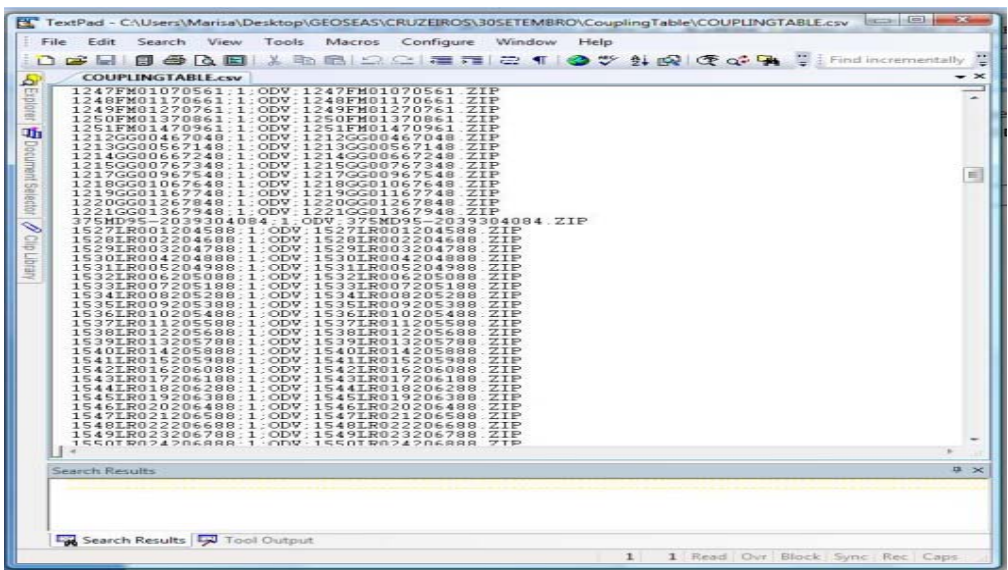 TextPad - C:\Users\Marisa\Desktop\GEOSEAS\CRUZEIROS\30SETEMBRO\CouplingTable\COUPLINGTABLE.csv
File Edit Search View Tools Macros Configure Window Help
Find incrementally
COUPLINGTABLE.csv
Explorer
Document Selector
Clip Library
1247FM01070561;1;ODV;1247FM01070561.ZIP
1248FM01170661;1;ODV;1248FM01170661.ZIP
1249FM01270761;1;ODV;1249FM01270761.ZIP
1250FM01370861;1;ODV;1250FM01370861.ZIP
1251FM01470961;1;ODV;1251FM01470961.ZIP
1212GG00467048;1;ODV;1212GG00467048.ZIP
1213GG00567148;1;ODV;1213GG00567148.ZIP
1214GG00667248;1;ODV;1214GG00667248.ZIP
1215GG00767348;1;ODV;1215GG00767348.ZIP
1217GG00967548;1;ODV;1217GG00967548.ZIP
1218GG01067648;1;ODV;1218GG01067648.ZIP
1219GG01167748;1;ODV;1219GG01167748.ZIP
1220GG01267848;1;ODV;1220GG01267848.ZIP
1221GG01367948;1;ODV;1221GG01367948.ZIP
375MD95-2039304084;1;ODV;375MD95-2039304084.ZIP
1527LR001204588;1;ODV;1527LR001204588.ZIP
1528LR002204688;1;ODV;1528LR002204688.ZIP
1529LR003204788;1;ODV;1529LR003204788.ZIP
1530LR004204888;1;ODV;1530LR004204888.ZIP
1531LR005204988;1;ODV;1531LR005204988.ZIP
1532LR006205088;1;ODV;1532LR006205088.ZIP
1533LR007205188;1;ODV;1533LR007205188.ZIP
1534LR008205288;1;ODV;1534LR008205288.ZIP
1535LR009205388;1;ODV;1535LR009205388.ZIP
1536LR010205488;1;ODV;1536LR010205488.ZIP
1537LR011205588;1;ODV;1537LR011205588.ZIP
1538LR012205688;1;ODV;1538LR012205688.ZIP
1539LR013205788;1;ODV;1539LR013205788.ZIP
1540LR014205888;1;ODV;1540LR014205888.ZIP
1541LR015205988;1;ODV;1541LR015205988.ZIP
1542LR016206088;1;ODV;1542LR016206088.ZIP
1543LR017206188;1;ODV;1543LR017206188.ZIP
1544LR018206288;1;ODV;1544LR018206288.ZIP
1545LR019206388;1;ODV;1545LR019206388.ZIP
1546LR020206488;1;ODV;1546LR020206488.ZIP
1547LR021206588;1;ODV;1547LR021206588.ZIP
1548LR022206688;1;ODV;1548LR022206688.ZIP
1549LR023206788;1;ODV;1549LR023206788.ZIP
1550LR024206888;1;ODV;1550LR024206888.ZIP
Search Results
Search Results Tool Output
1 1 Read Ovr Block Sync Rec Caps